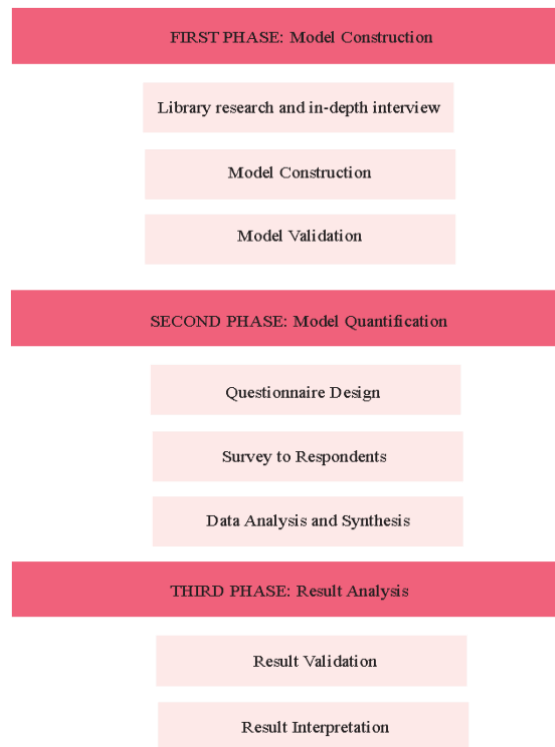 FIRST PHASE: Model Construction
Library research and in-depth interview
Model Construction
Model Validation
SECOND PHASE: Model Quantification
Questionnaire Design
Survey to Respondents
Data Analysis and Synthesis
THIRD PHASE: Result Analysis
Result Validation
Result Interpretation